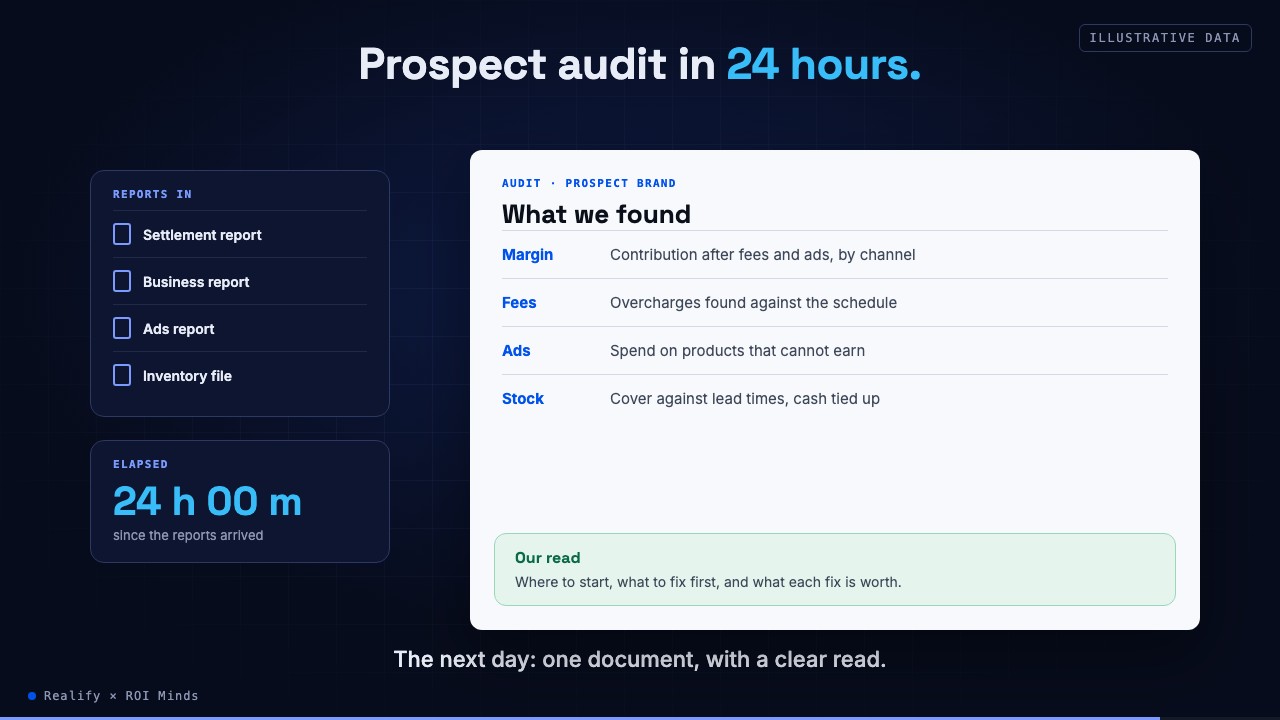 ILLUSTRATIVE DATA
Prospect audit in 24 hours.
REPORTS IN
Settlement report
Business report
Ads report
Inventory file
ELAPSED
24 h 00 m
since the reports arrived
AUDIT · PROSPECT BRAND
What we found
Margin Contribution after fees and ads, by channel
Fees Overcharges found against the schedule
Ads Spend on products that cannot earn
Stock Cover against lead times, cash tied up
Our read
Where to start, what to fix first, and what each fix is worth.
The next day: one document, with a clear read.
Realify × ROI Minds